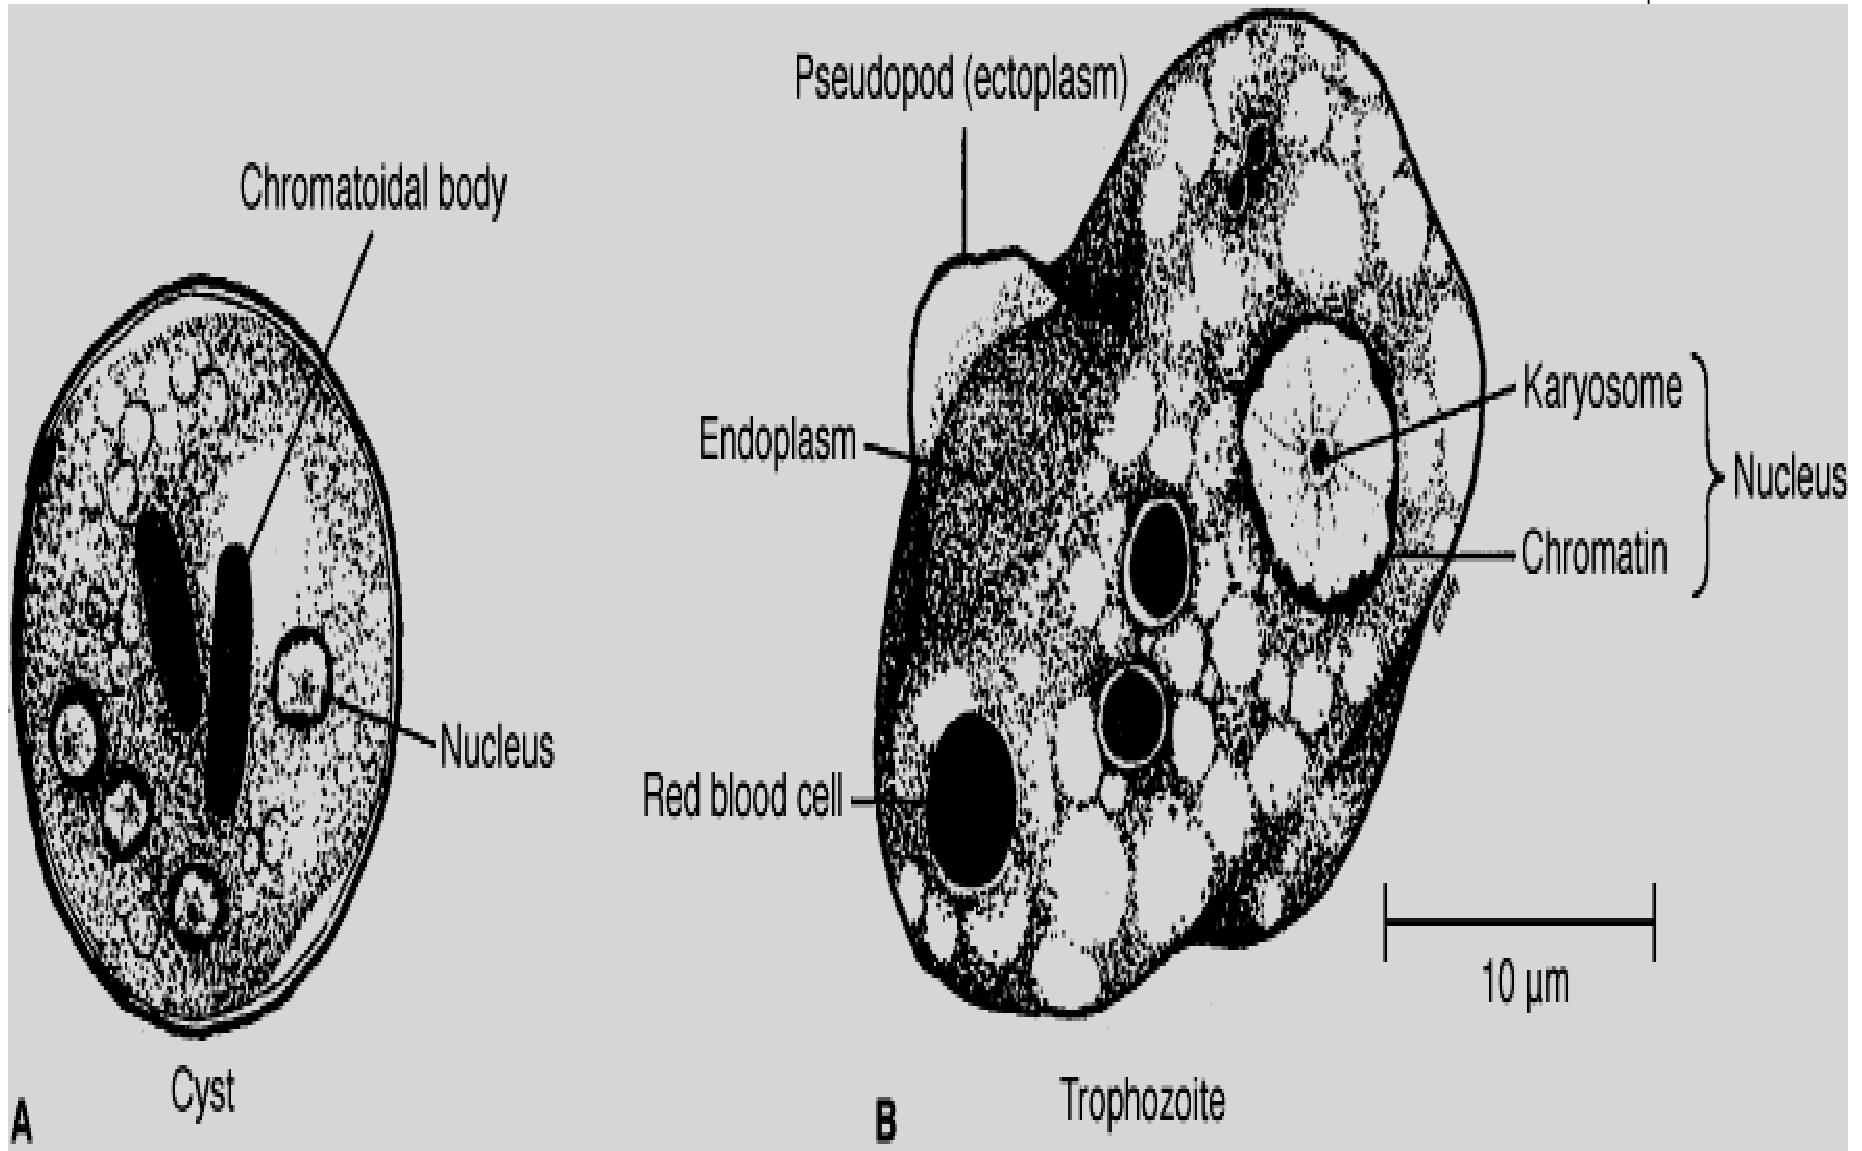 Pseudopod (ectoplasm)
Chromatoidal body
Karyosome
Endoplasm
Nucleus
Chromatin
Nucleus
Red blood cell
10 µm
Cyst
Trophozoite
A
B